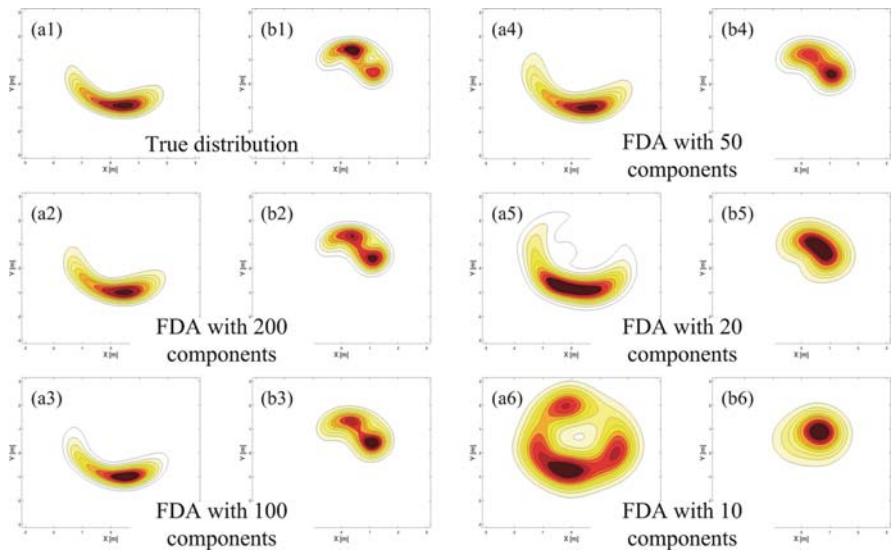 (a1)
(b1)
Y [m]
Y [m]
True distribution
X [m]
X [m]
(a4)
(b4)
Y [m]
Y [m]
FDA with 50
components
X [m]
X [m]
(a2)
(b2)
Y [m]
Y [m]
FDA with 200
components
X [m]
X [m]
(a5)
(b5)
Y [m]
Y [m]
FDA with 20
components
X [m]
X [m]
(a3)
(b3)
Y [m]
Y [m]
FDA with 100
components
X [m]
X [m]
(a6)
(b6)
Y [m]
Y [m]
FDA with 10
components
X [m]
X [m]